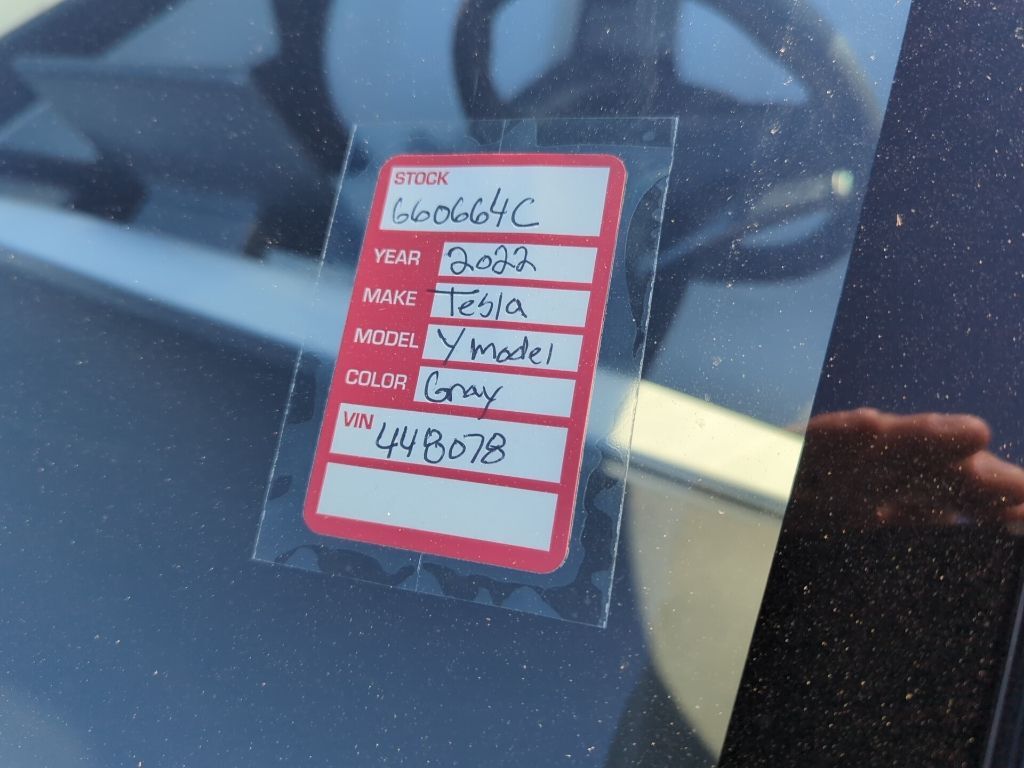 STOCK
660664C
YEAR 2022
MAKE Tesla
MODEL Y model
COLOR Gray
VIN 448078